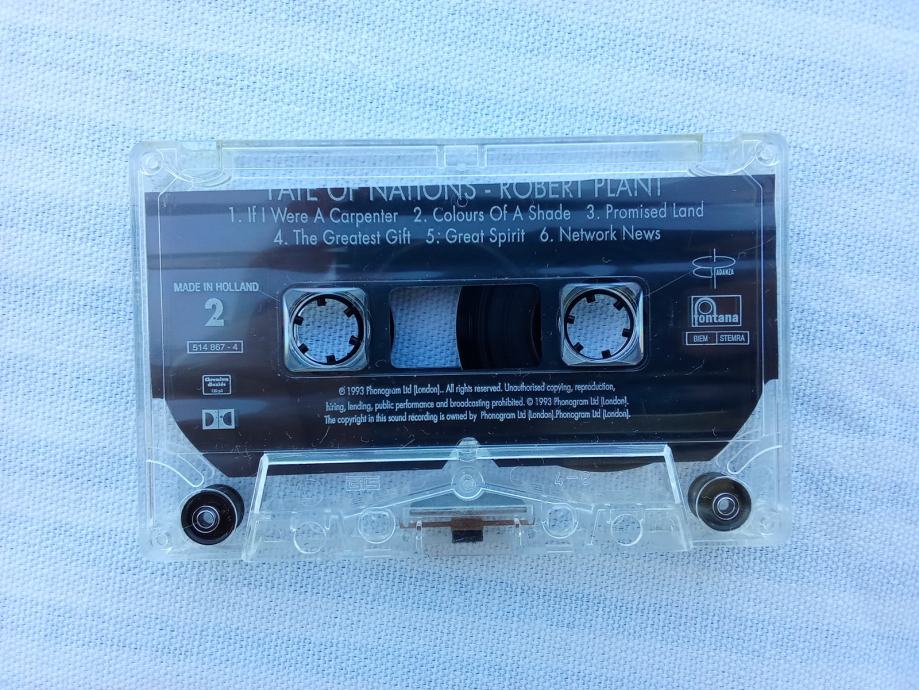 FATE OF NATIONS - ROBERT PLANT
1. If I Were A Carpenter 2. Colours Of A Shade 3. Promised Land
4. The Greatest Gift 5: Great Spirit 6. Network News
MADE IN HOLLAND
2
514 867 - 4
Chromium
dioxide
ADANZA
fontana
BIEM STEMRA
℗ 1993 Phonogram Ltd (London).. All rights reserved. Unauthorised copying, reproduction,
hiring, lending, public performance and broadcasting prohibited. © 1993 Phonogram Ltd (London).
The copyright in this sound recording is owned by Phonogram Ltd (London).Phonogram Ltd (London).